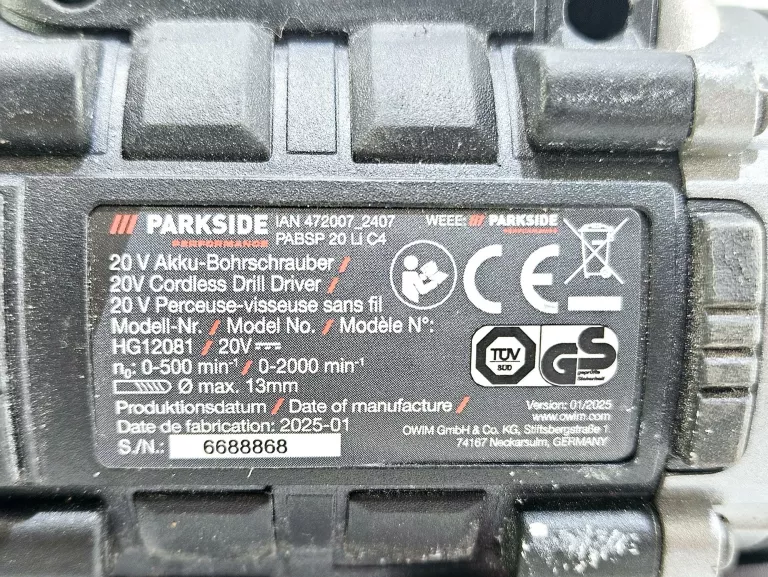 /// PARKSIDE IAN 472007_2407 WEEE: /// PARKSIDE
PERFORMANCE PABSP 20 Li C4 PERFORMANCE
20 V Akku-Bohrschrauber /
20V Cordless Drill Driver /
20 V Perceuse-visseuse sans fil
Modell-Nr. / Model No. / Modèle N°:
HG12081 / 20V
n₀: 0-500 min⁻¹ / 0-2000 min⁻¹
Ø max. 13mm
CE
TÜV
SÜD
GS
geprüfte
Sicherheit
Produktionsdatum / Date of manufacture /
Date de fabrication: 2025-01
S./N.: 6688868
Version: 01/2025
www.owim.com
OWIM GmbH & Co. KG, Stiftsbergstraße 1
74167 Neckarsulm, GERMANY